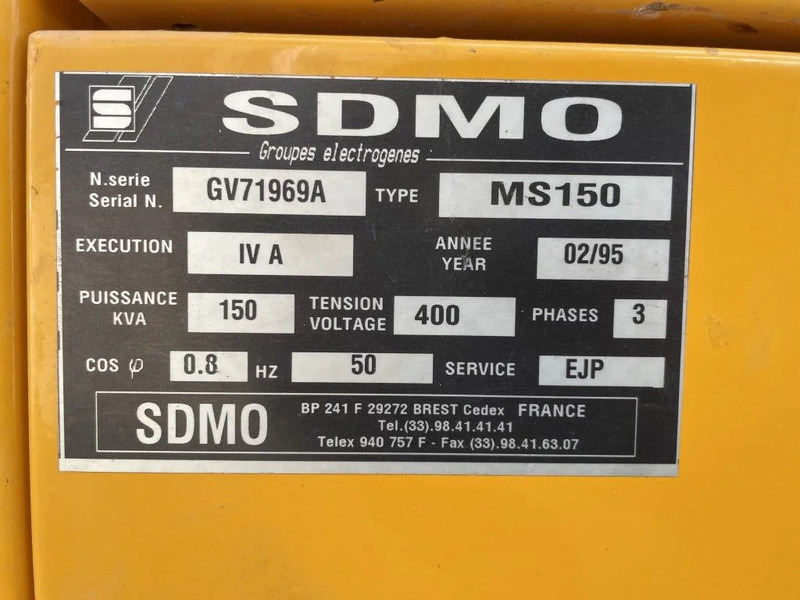 SDMO
Groupes electrogenes
N.serie
Serial N. GV71969A TYPE MS150
EXECUTION IV A ANNEE
YEAR 02/95
PUISSANCE
KVA 150 TENSION
VOLTAGE 400 PHASES 3
COS φ 0.8 HZ 50 SERVICE EJP
SDMO
BP 241 F 29272 BREST Cedex FRANCE
Tel.(33).98.41.41.41
Telex 940 757 F - Fax (33).98.41.63.07